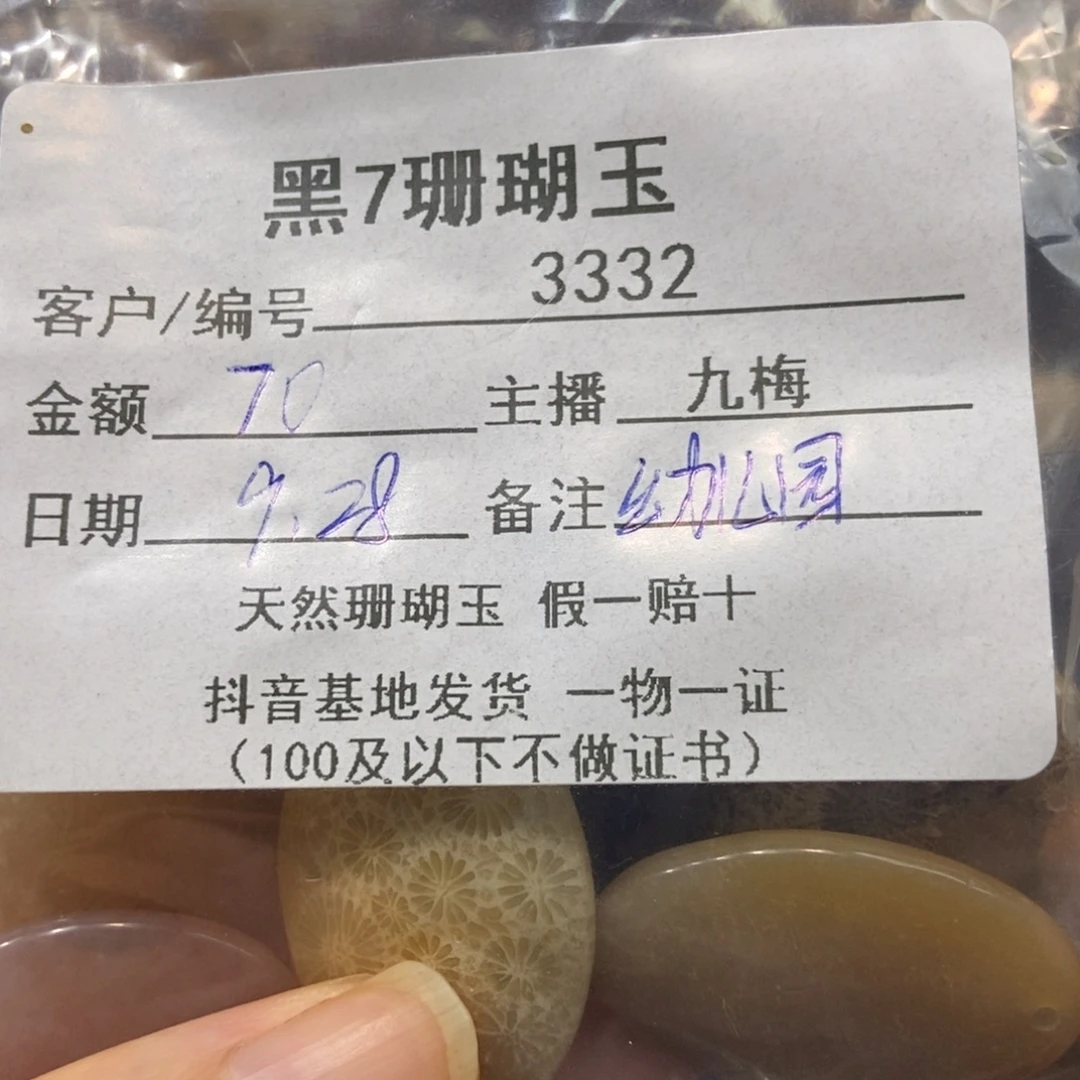 黑7珊瑚玉
客户/编号 3332
金额 70 主播 九梅
日期 9.28 备注 幼儿园
天然珊瑚玉 假一赔十
抖音基地发货 一物一证
（100及以下不做证书）